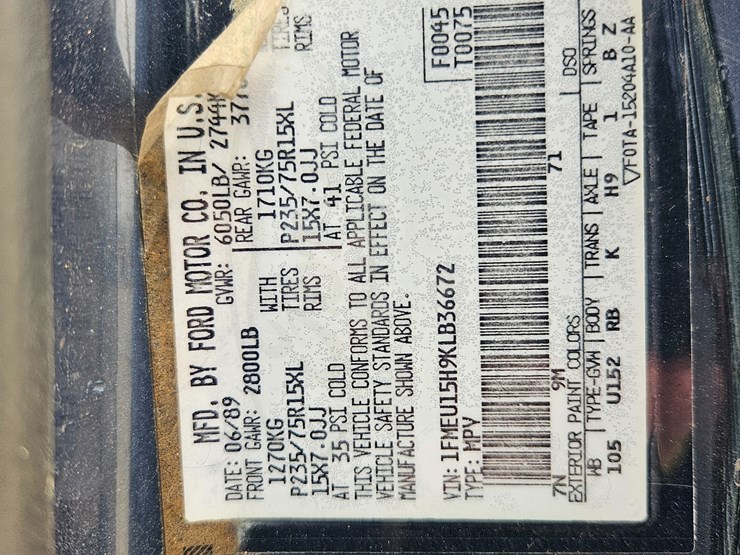 MFD. BY FORD MOTOR CO. IN U.S.
DATE: 06/89 GVWR: 6050LB/ 2744K
FRONT GAWR: 2800LB REAR GAWR:
1270KG WITH 1710KG
P235/75R15XL TIRES P235/75R15XL TIRES
15X7.0JJ RIMS 15X7.0JJ RIMS
AT 35 PSI COLD AT 41 PSI COLD
THIS VEHICLE CONFORMS TO ALL APPLICABLE FEDERAL MOTOR
VEHICLE SAFETY STANDARDS IN EFFECT ON THE DATE OF
MANUFACTURE SHOWN ABOVE.
VIN: 1FMEU15H9KLB36672 F0045
TYPE: MPV T0075
7N 9M 71
EXTERIOR PAINT COLORS DSO
WB TYPE-GVW BODY TRANS AXLE TAPE SPRINGS
105 U152 RB K H9 1 B Z
▽F0TA-15204A10-AA